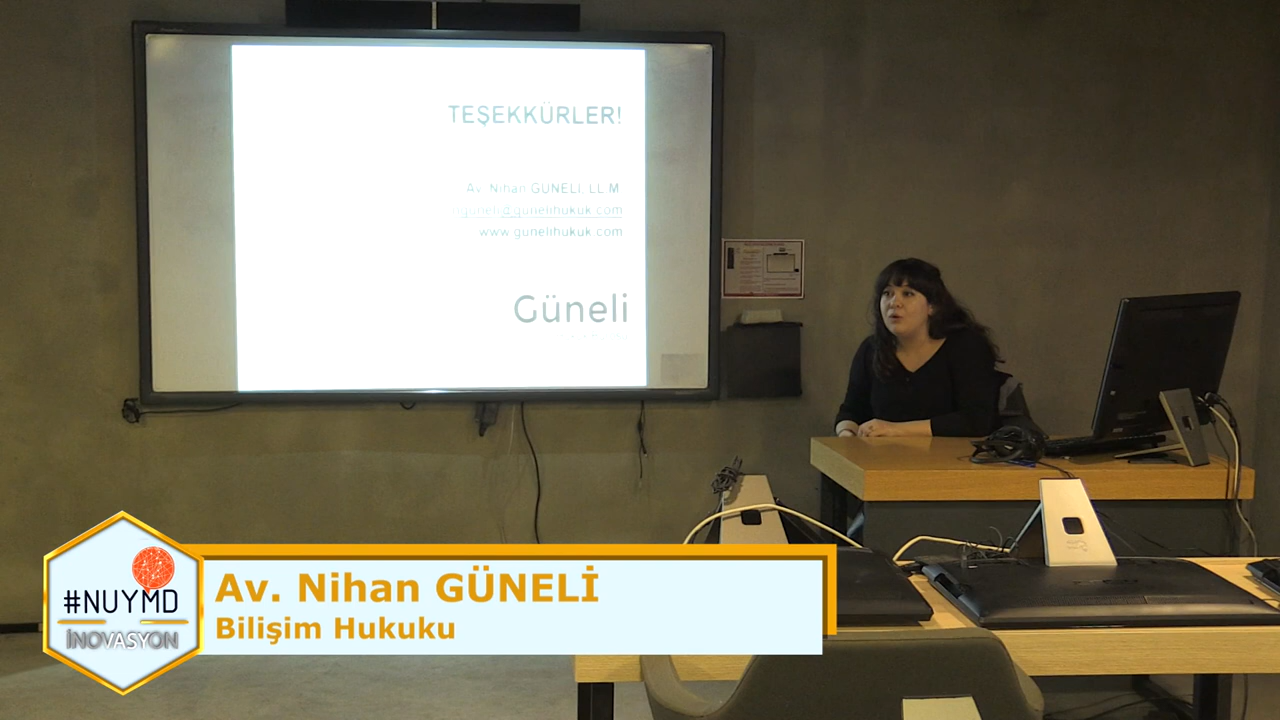 TEŞEKKÜRLER!
Av. Nihan GÜNELİ, LL.M.
nguneli@gunelihukuk.com
www.gunelihukuk.com
Güneli
#NUYMD
İNOVASYON
Av. Nihan GÜNELİ
Bilişim Hukuku